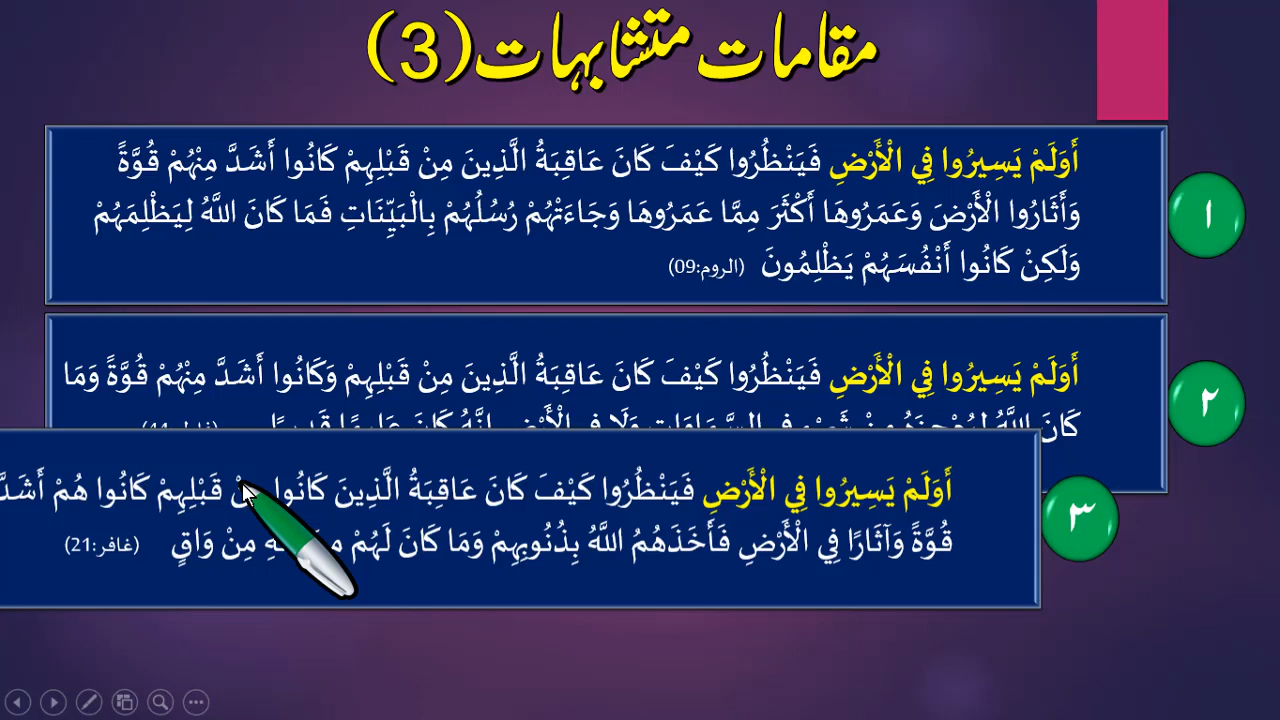 مقامات متشابہات (3)
١
أَوَلَمْ يَسِيرُوا فِي الْأَرْضِ فَيَنْظُرُوا كَيْفَ كَانَ عَاقِبَةُ الَّذِينَ مِنْ قَبْلِهِمْ كَانُوا أَشَدَّ مِنْهُمْ قُوَّةً
وَأَثَارُوا الْأَرْضَ وَعَمَرُوهَا أَكْثَرَ مِمَّا عَمَرُوهَا وَجَاءَتْهُمْ رُسُلُهُمْ بِالْبَيِّنَاتِ فَمَا كَانَ اللَّهُ لِيَظْلِمَهُمْ
وَلَكِنْ كَانُوا أَنْفُسَهُمْ يَظْلِمُونَ (الروم:09)
٢
أَوَلَمْ يَسِيرُوا فِي الْأَرْضِ فَيَنْظُرُوا كَيْفَ كَانَ عَاقِبَةُ الَّذِينَ مِنْ قَبْلِهِمْ وَكَانُوا أَشَدَّ مِنْهُمْ قُوَّةً وَمَا
كَانَ اللَّهُ
٣
أَوَلَمْ يَسِيرُوا فِي الْأَرْضِ فَيَنْظُرُوا كَيْفَ كَانَ عَاقِبَةُ الَّذِينَ كَانُوا قَبْلِهِمْ كَانُوا هُمْ أَشَدَّ
قُوَّةً وَآثَارًا فِي الْأَرْضِ فَأَخَذَهُمُ اللَّهُ بِذُنُوبِهِمْ وَمَا كَانَ لَهُمْ مِنْ وَاقٍ (غافر:21)